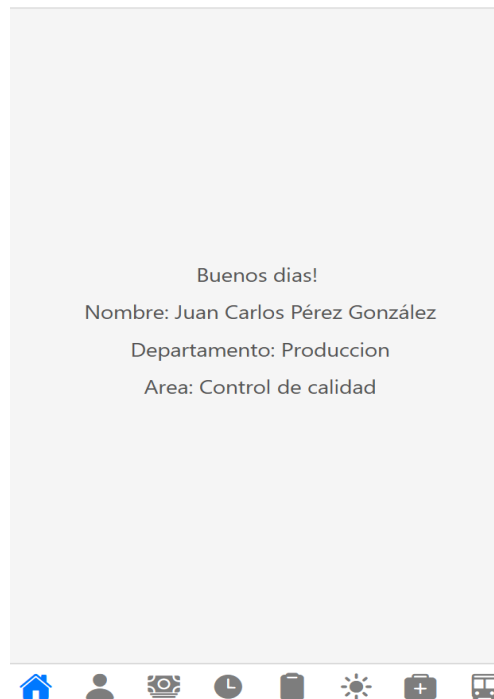 Buenos dias!
Nombre: Juan Carlos Pérez González
Departamento: Produccion
Area: Control de calidad